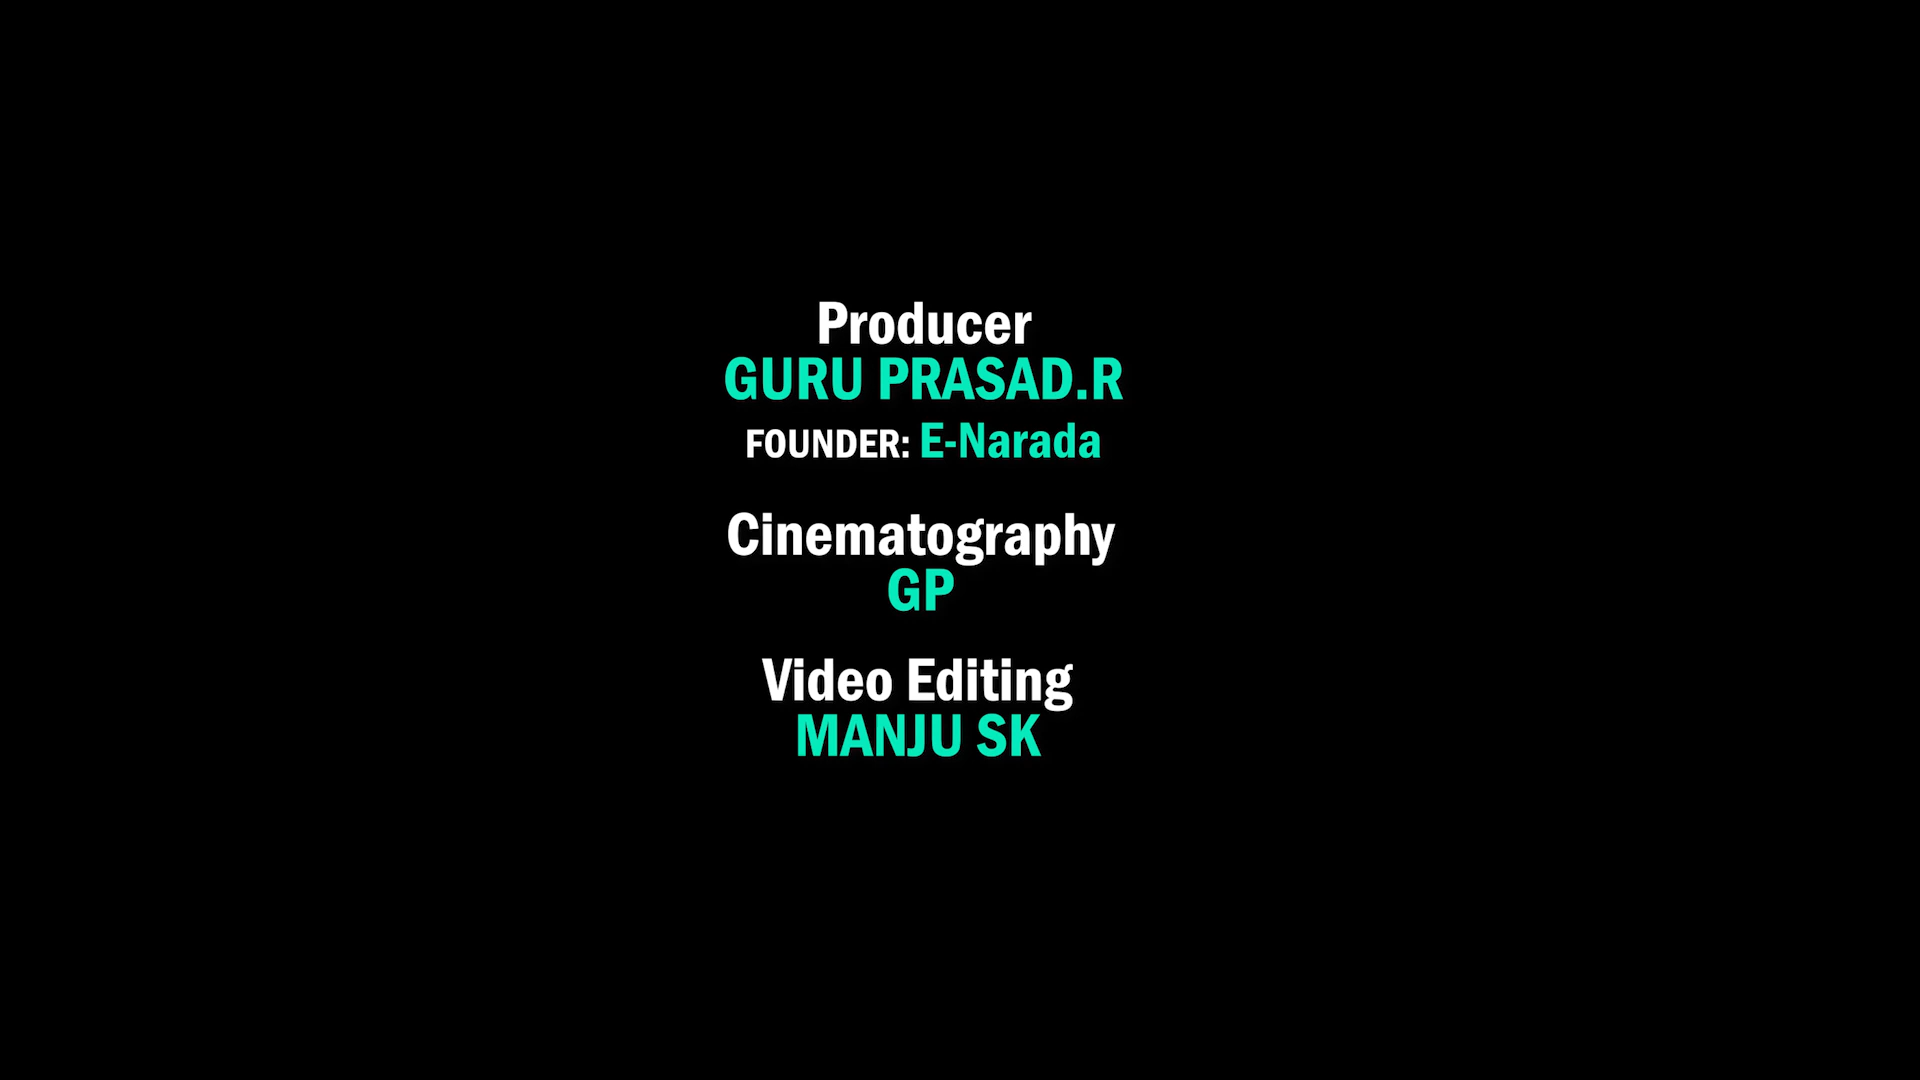 Producer
GURU PRASAD.R
FOUNDER: E-Narada
Cinematography
GP
Video Editing
MANJU SK